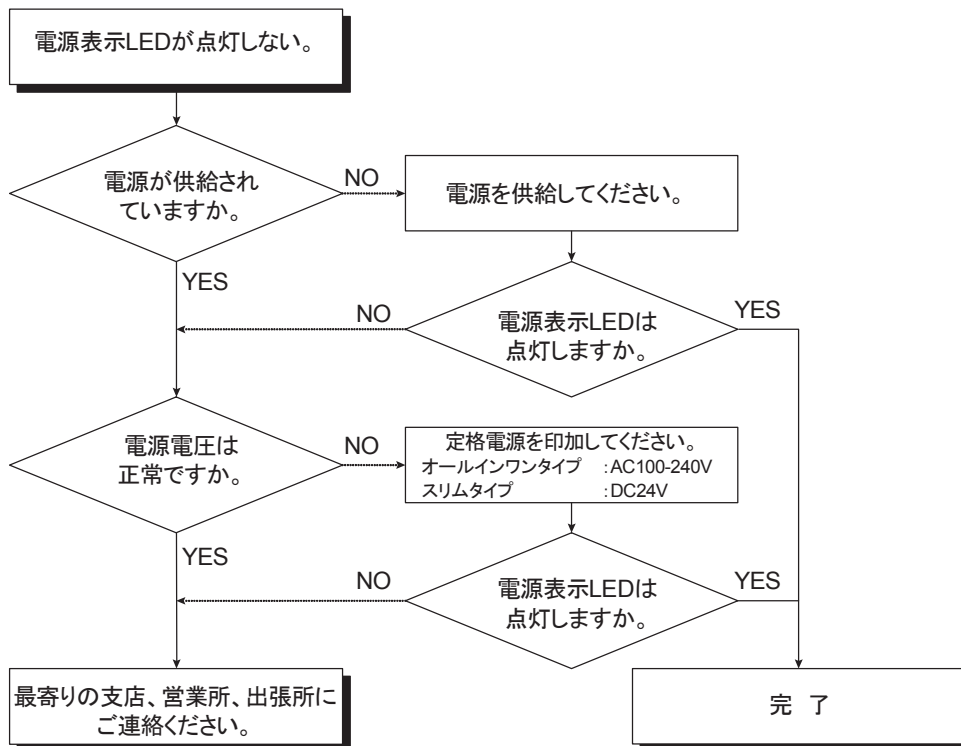 電源表示LEDが点灯しない。
電源が供給され
ていますか。
NO
電源を供給してください。
YES
NO
電源表示LEDは
点灯しますか。
YES
電源電圧は
正常ですか。
NO
定格電源を印加してください。
オールインワンタイプ :AC100-240V
スリムタイプ :DC24V
YES
NO
電源表示LEDは
点灯しますか。
YES
最寄りの支店、営業所、出張所に
ご連絡ください。
完 了